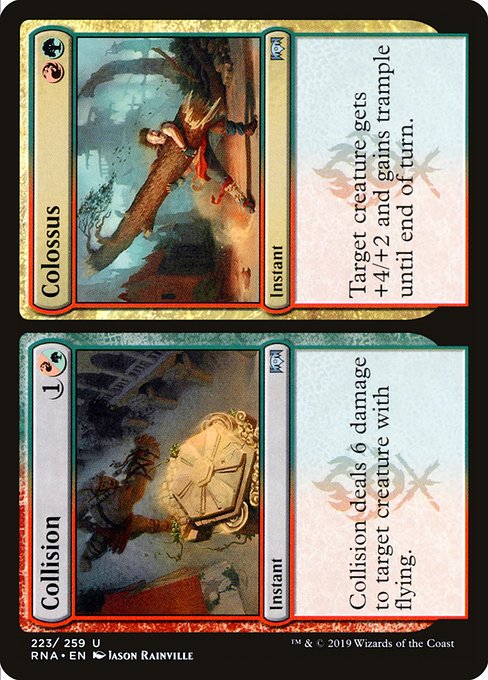 Colossus
Instant
Target creature gets
+4/+2 and gains trample
until end of turn.
Collision 1
Instant
Collision deals 6 damage
to target creature with
flying.
223/259 U
RNA • EN Jason Rainville
™ & © 2019 Wizards of the Coast